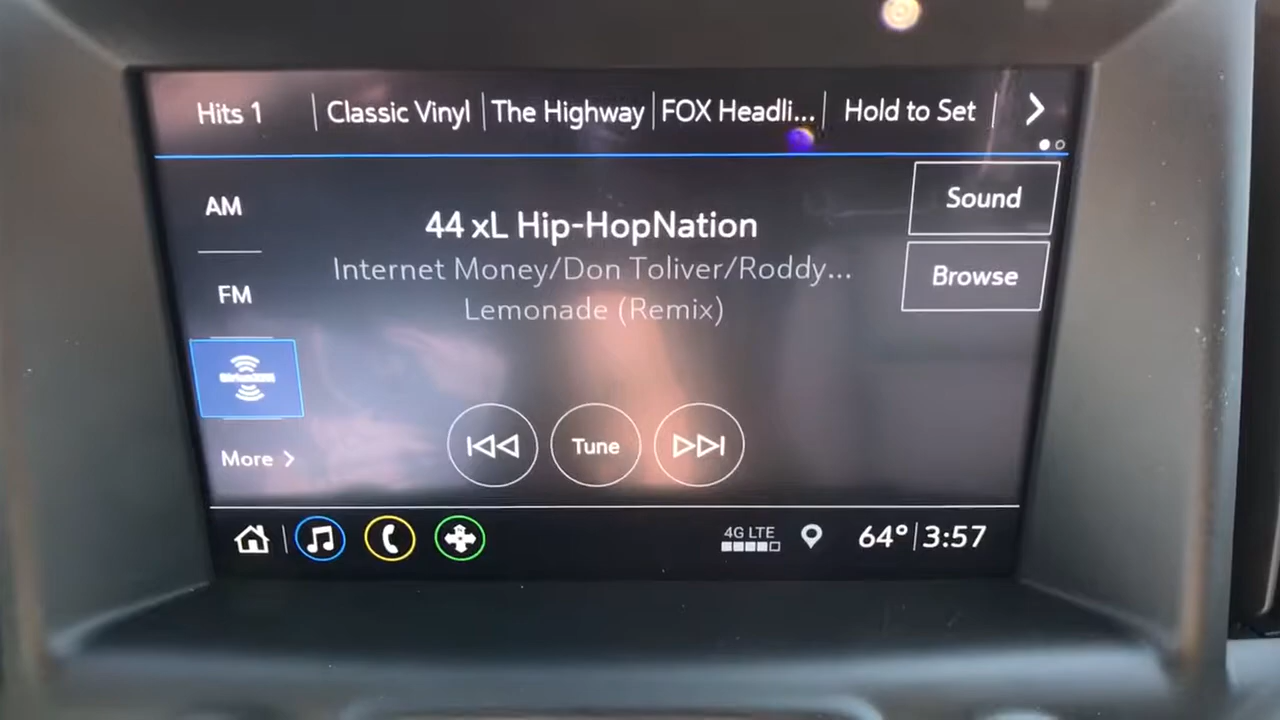 Hits 1 Classic Vinyl The Highway FOX Headli... Hold to Set
AM
44 xL Hip-HopNation
Sound
Internet Money/Don Toliver/Roddy...
Browse
FM
Lemonade (Remix)
More
Tune
4G LTE
64° 3:57